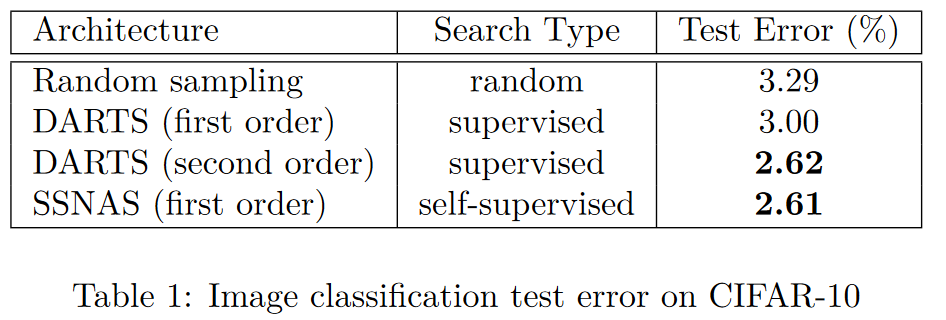 Architecture Search Type Test Error (%)
Random sampling random 3.29
DARTS (first order) supervised 3.00
DARTS (second order) supervised 2.62
SSNAS (first order) self-supervised 2.61
Table 1: Image classification test error on CIFAR-10